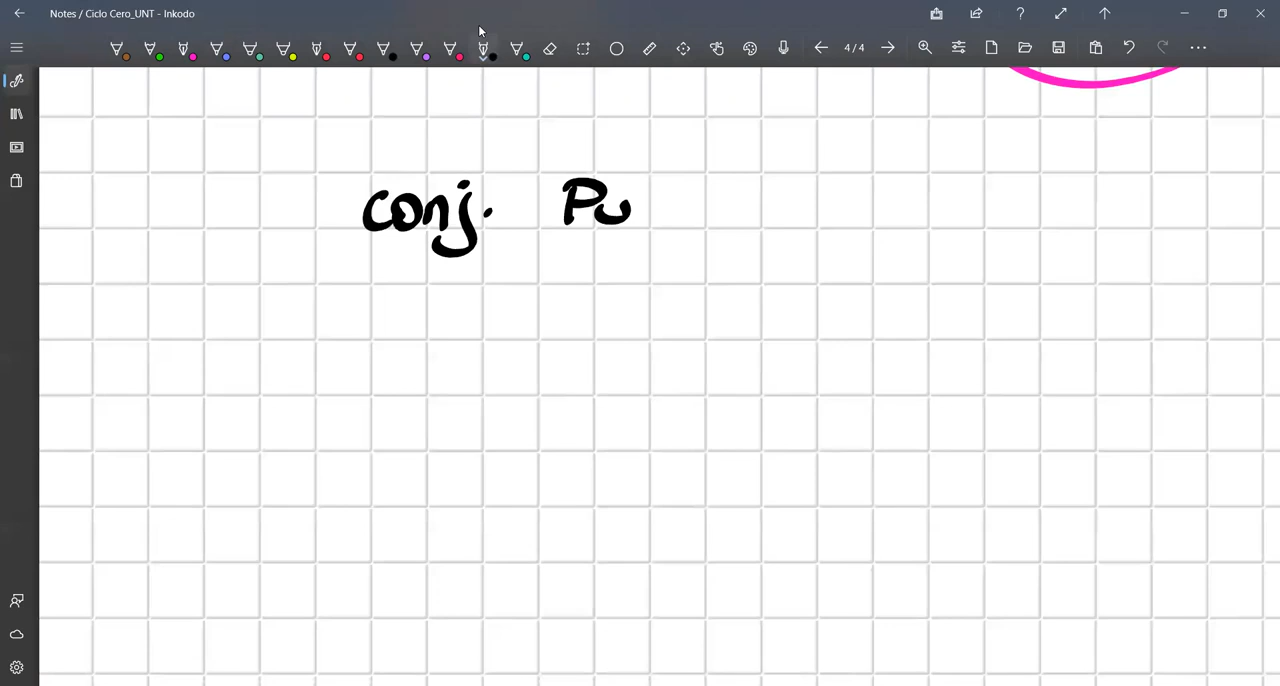 Notes / Ciclo Cero_UNT - Inkodo
4/4
conj. Pu